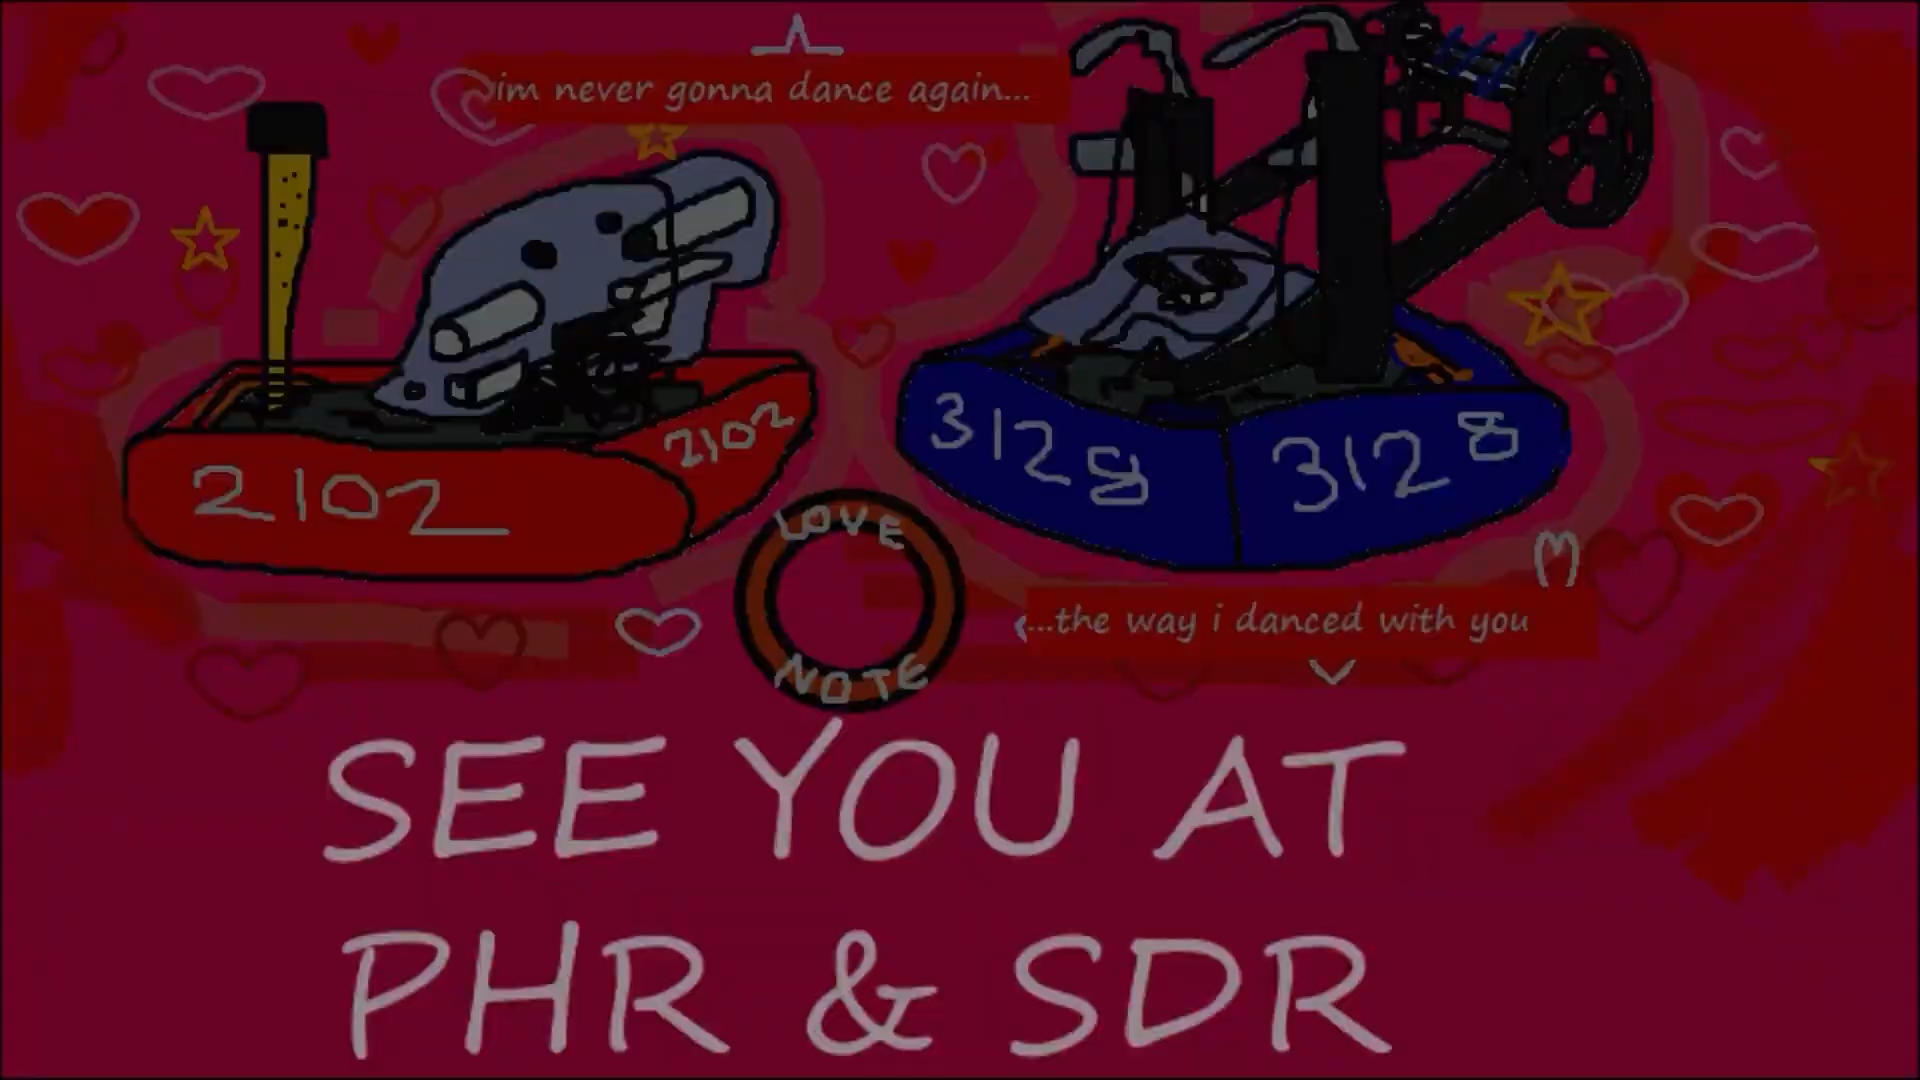 im never gonna dance again...
2102
2102
3128
3128
LOVE
NOTE
...the way i danced with you
SEE YOU AT
PHR & SDR